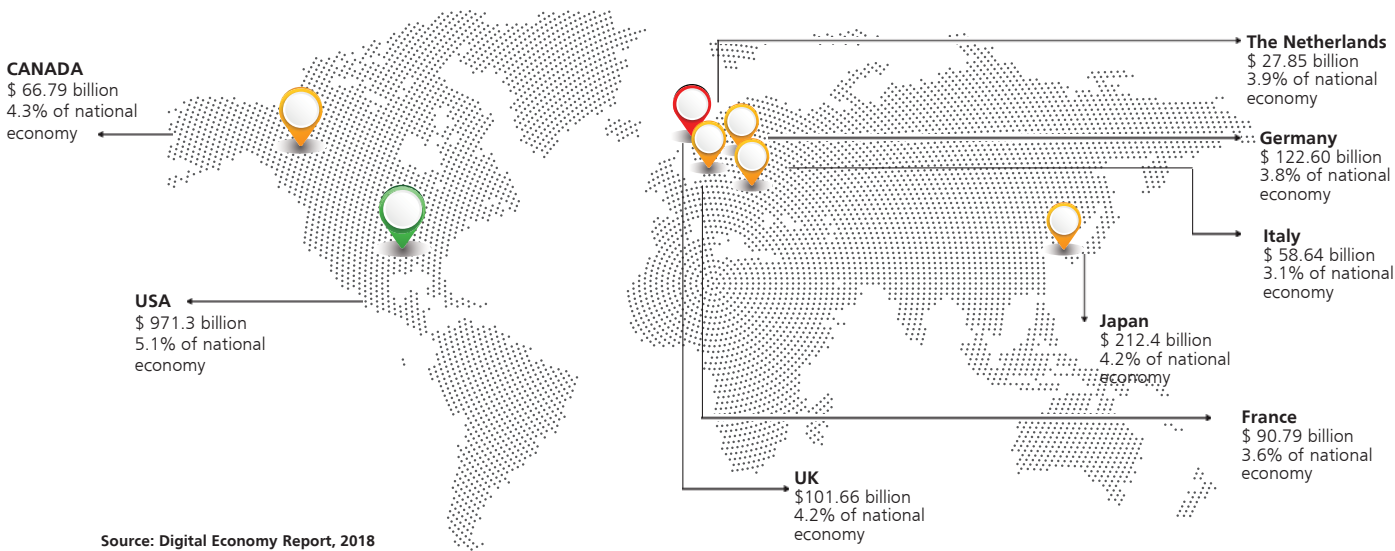 CANADA
$ 66.79 billion
4.3% of national
economy
USA
$ 971.3 billion
5.1% of national
economy
The Netherlands
$ 27.85 billion
3.9% of national
economy
Germany
$ 122.60 billion
3.8% of national
economy
Italy
$ 58.64 billion
3.1% of national
economy
Japan
$ 212.4 billion
4.2% of national
economy
France
$ 90.79 billion
3.6% of national
economy
UK
$101.66 billion
4.2% of national
economy
Source: Digital Economy Report, 2018